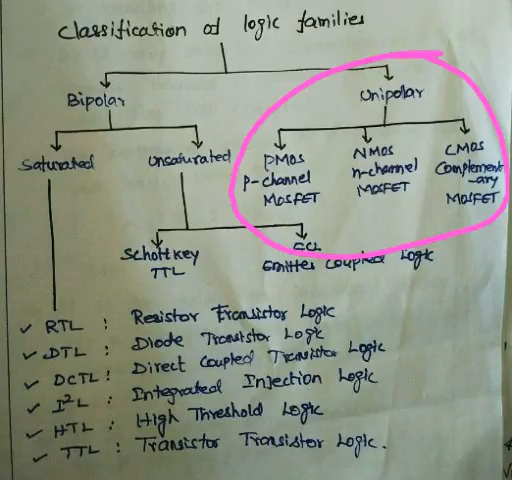 Classification of logic families
Bipolar
Unipolar
Saturated
Unsaturated
PMOS
p-channel
MOSFET
NMOS
n-channel
MOSFET
CMOS
Complement
-ary
MOSFET
Schottkey
TTL
ECL
Emitter Coupled Logic
✓ RTL : Resistor Transistor Logic
✓ DTL : Diode Transistor Logic
✓ DCTL : Direct Coupled Transistor Logic
✓ I²L : Integrated Injection Logic
✓ HTL : High Threshold Logic
✓ TTL : Transistor Transistor Logic.